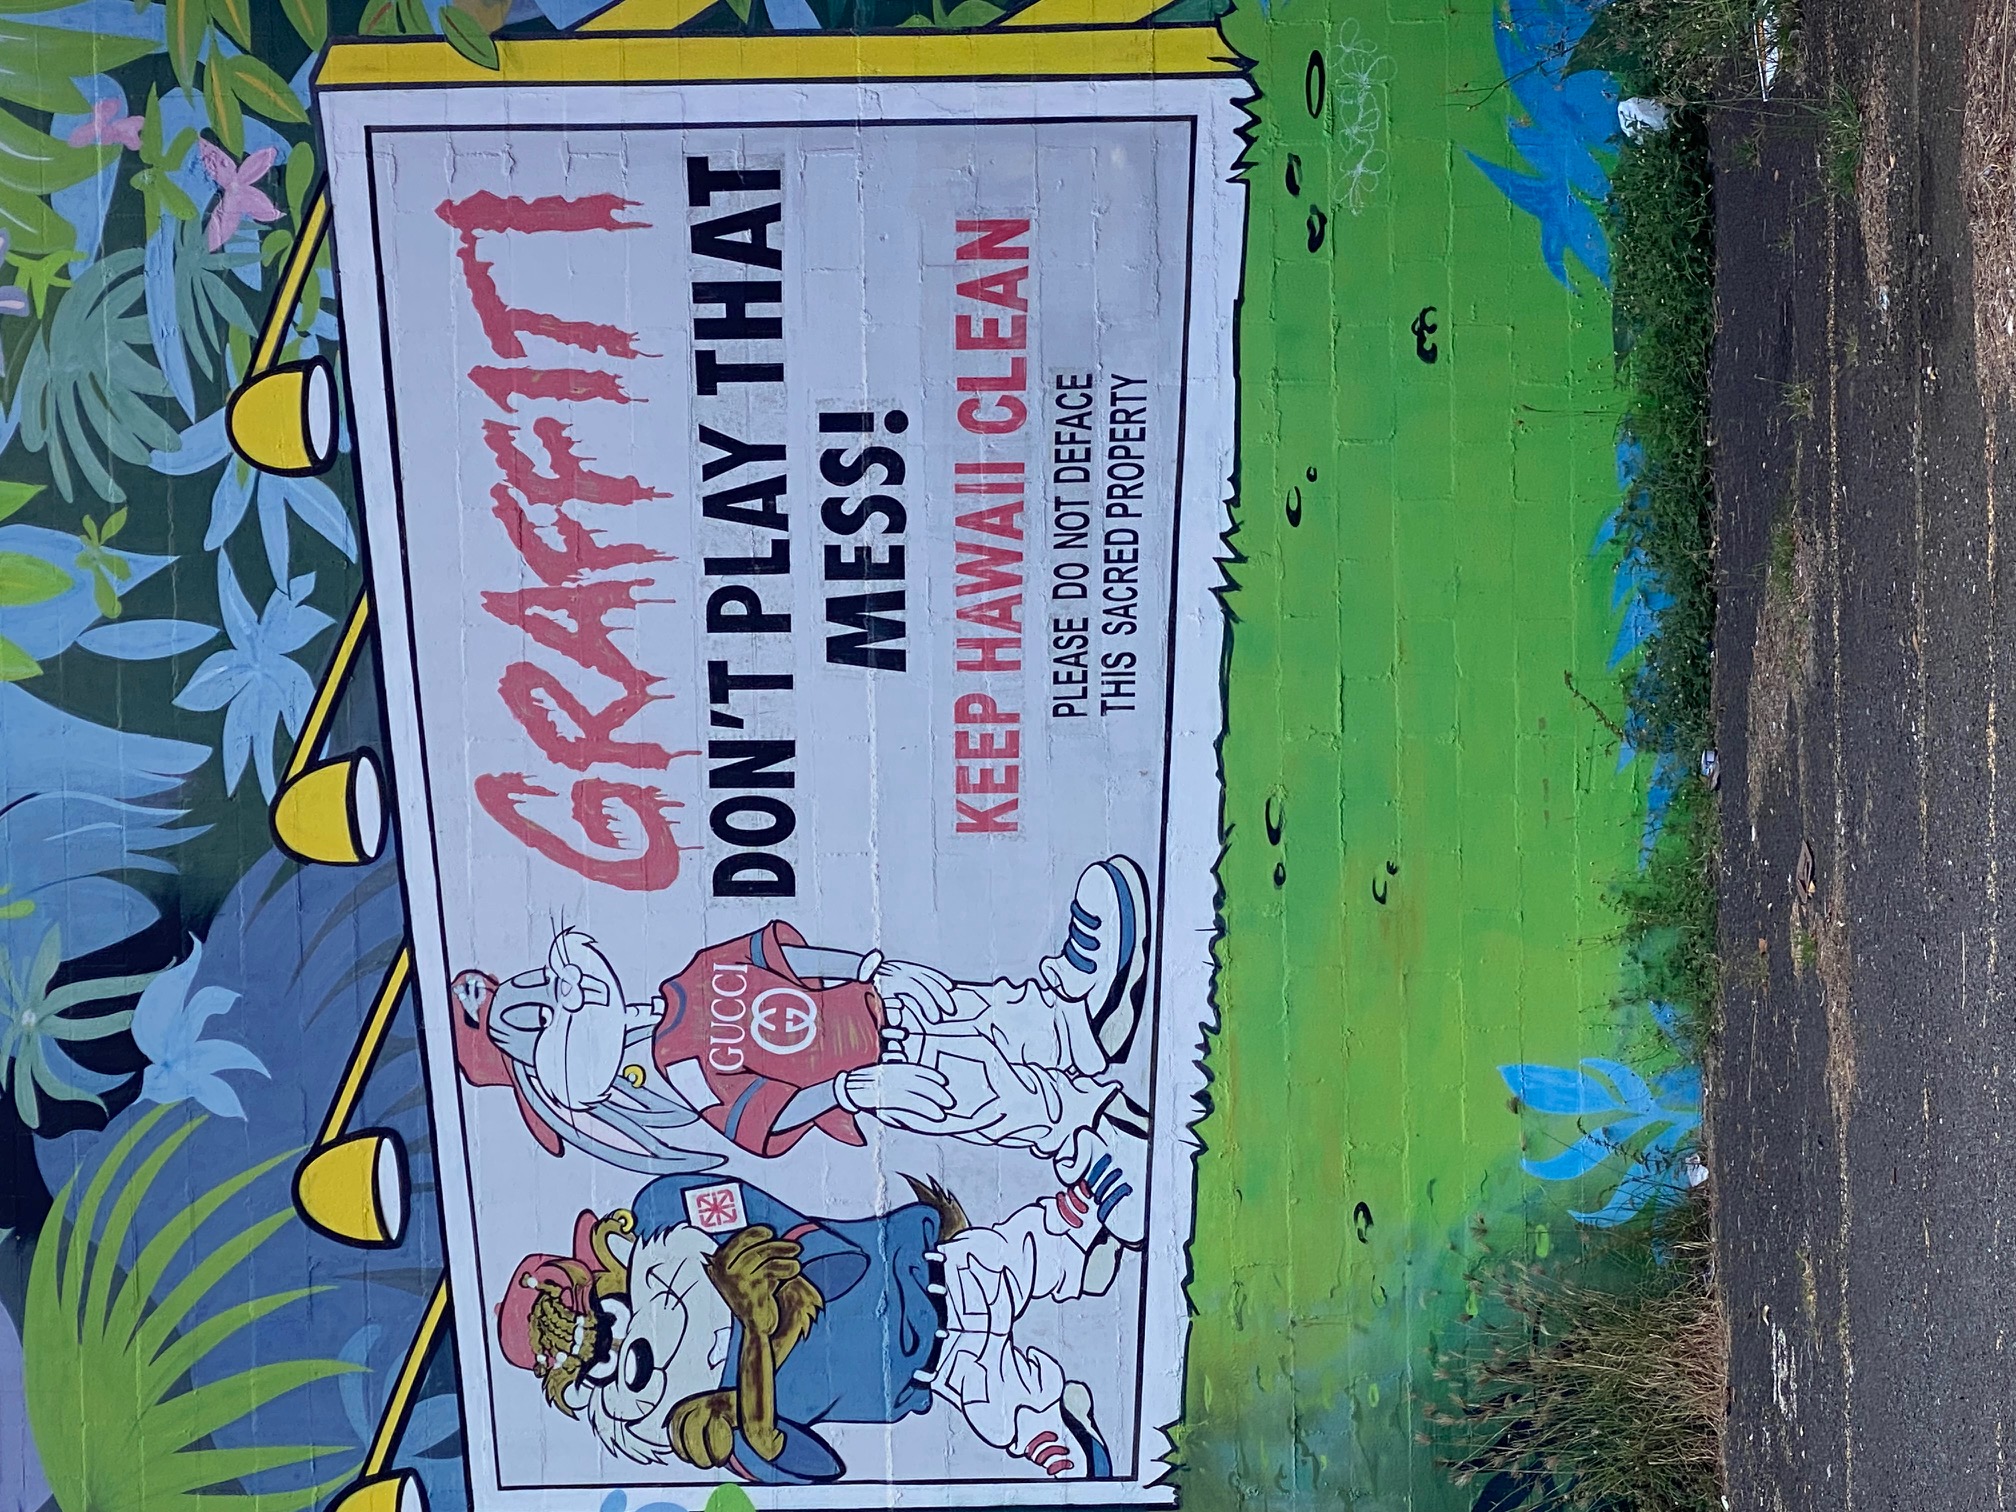 GRAFFITI
DON'T PLAY THAT
MESS!
KEEP HAWAII CLEAN
PLEASE DO NOT DEFACE
THIS SACRED PROPERTY
GUCCI